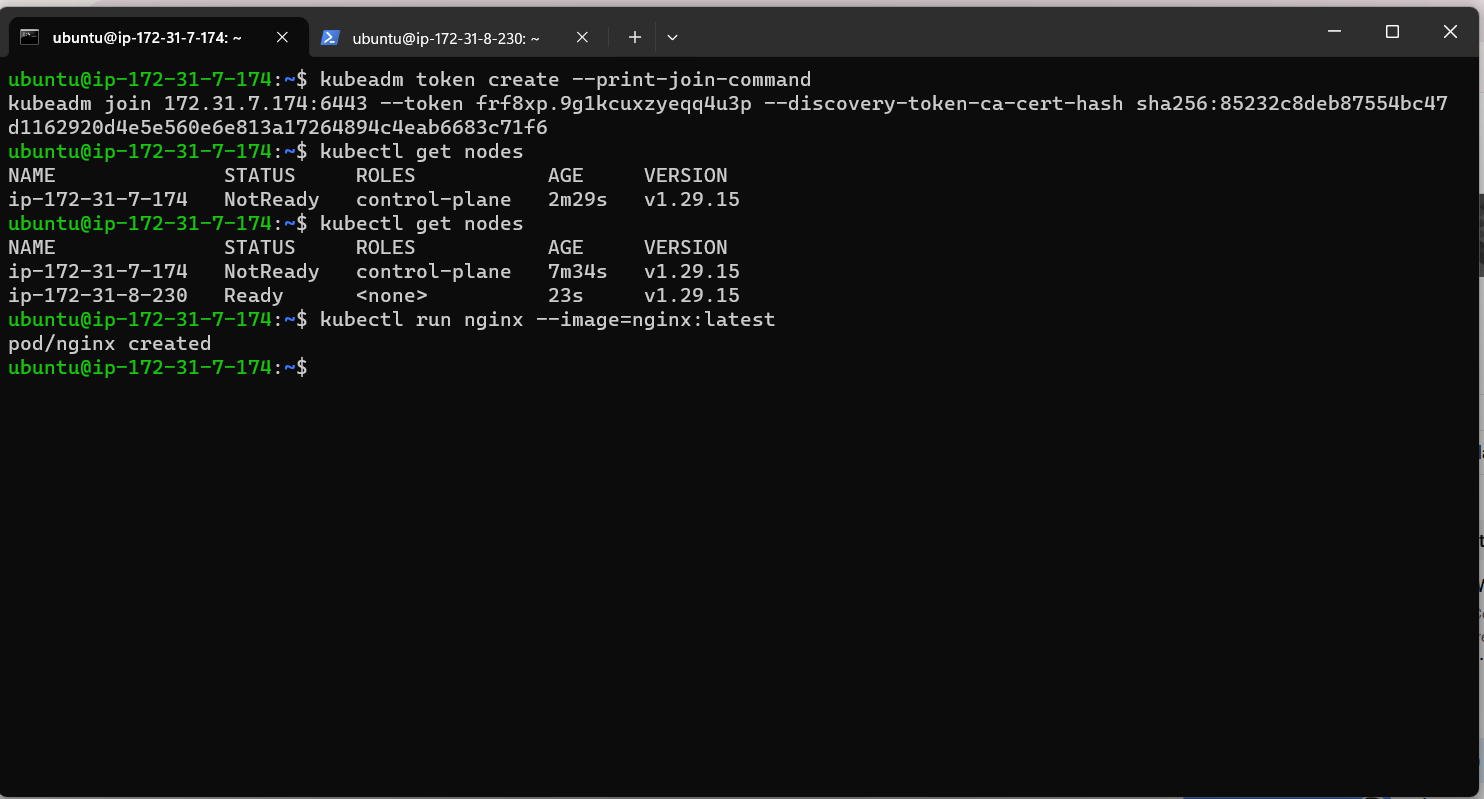 ubuntu@ip-172-31-7-174: ~ ubuntu@ip-172-31-8-230: ~
ubuntu@ip-172-31-7-174:~$ kubeadm token create --print-join-command
kubeadm join 172.31.7.174:6443 --token frf8xp.9g1kcuxzyeqq4u3p --discovery-token-ca-cert-hash sha256:85232c8deb87554bc47
d1162920d4e5e560e6e813a17264894c4eab6683c71f6
ubuntu@ip-172-31-7-174:~$ kubectl get nodes
NAME STATUS ROLES AGE VERSION
ip-172-31-7-174 NotReady control-plane 2m29s v1.29.15
ubuntu@ip-172-31-7-174:~$ kubectl get nodes
NAME STATUS ROLES AGE VERSION
ip-172-31-7-174 NotReady control-plane 7m34s v1.29.15
ip-172-31-8-230 Ready <none> 23s v1.29.15
ubuntu@ip-172-31-7-174:~$ kubectl run nginx --image=nginx:latest
pod/nginx created
ubuntu@ip-172-31-7-174:~$